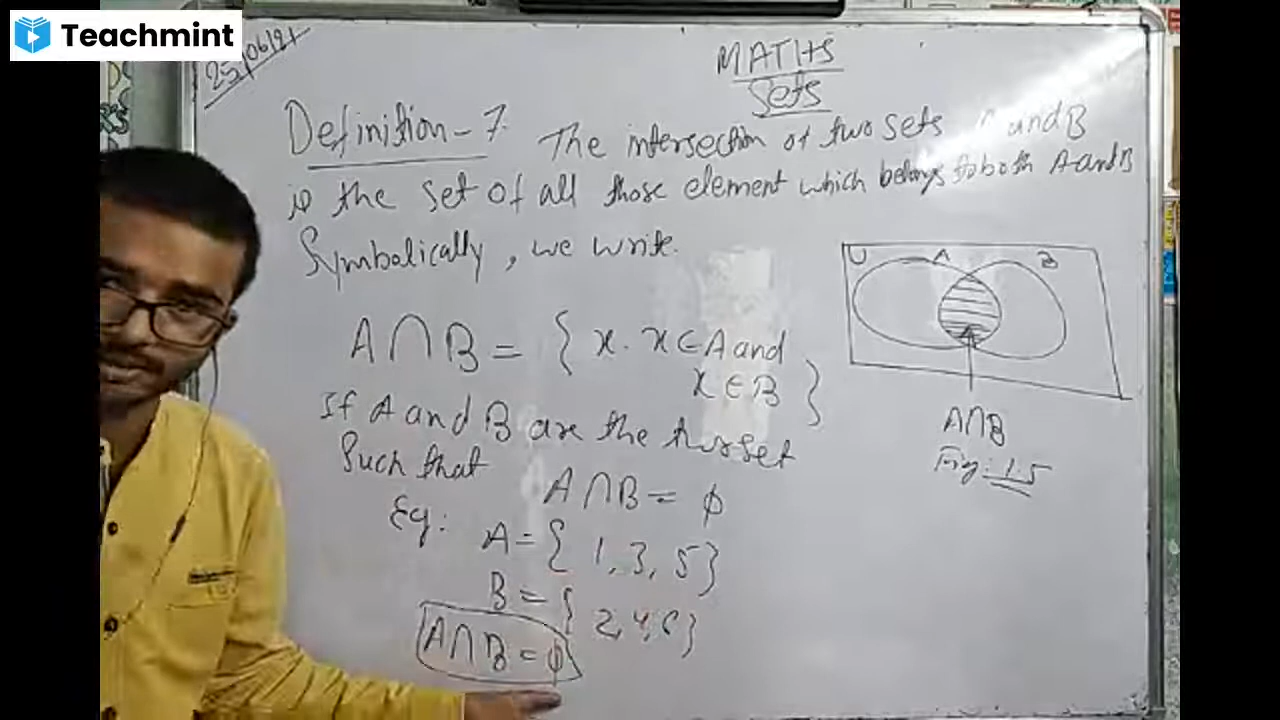 Teachmint
25/06/21
MATHS
Sets
Definition - 7. The intersection of two sets A and B
is the set of all those element which belongs to both A and B
Symbolically, we write.
A∩B = { x. x ∈ A and
x ∈ B }
If A and B are the two set
Such that
A∩B = ϕ
Eg: A = { 1, 3, 5 }
B = { 2, 4, 6 }
A∩B = ϕ
U A B
A∩B
Fig: 1.5